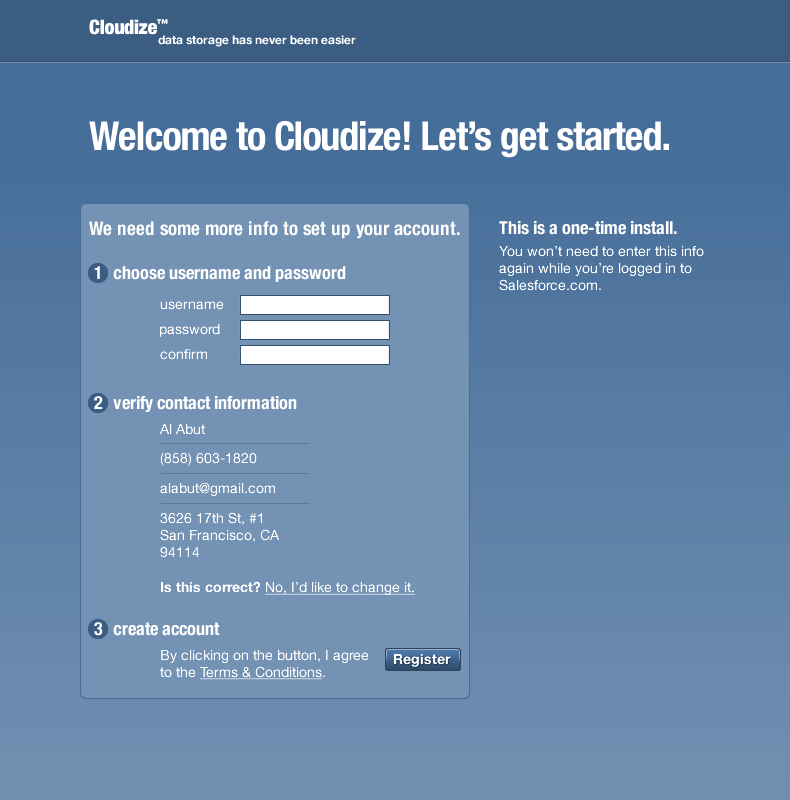 Cloudize™
data storage has never been easier
Welcome to Cloudize! Let’s get started.
We need some more info to set up your account.
1 choose username and password
username
password
confirm
2 verify contact information
Al Abut
(858) 603-1820
alabut@gmail.com
3626 17th St, #1
San Francisco, CA
94114
Is this correct? No, I’d like to change it.
3 create account
By clicking on the button, I agree
to the Terms & Conditions.
Register
This is a one-time install.
You won’t need to enter this info
again while you’re logged in to
Salesforce.com.